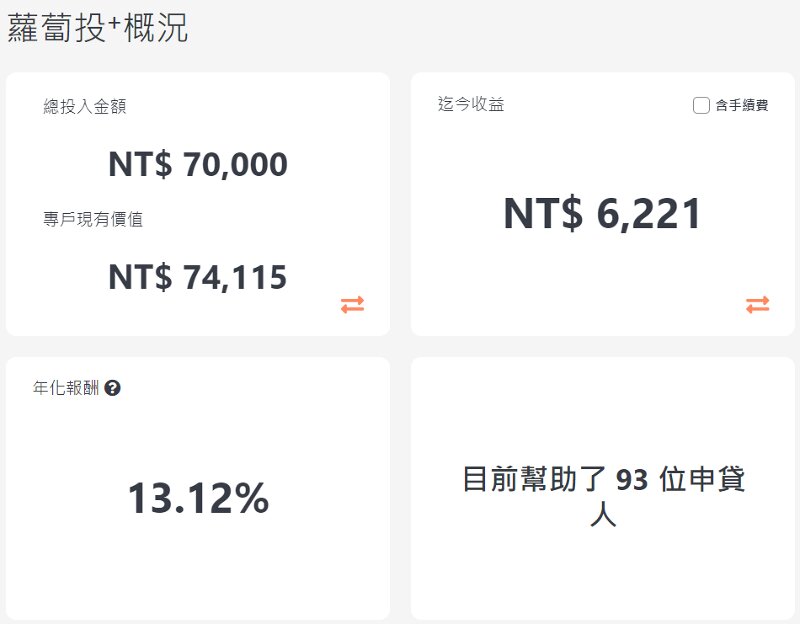 蘿蔔投⁺概況
總投入金額
NT$ 70,000
專戶現有價值
NT$ 74,115
迄今收益
含手續費
NT$ 6,221
年化報酬 ?
13.12%
目前幫助了 93 位申貸
人